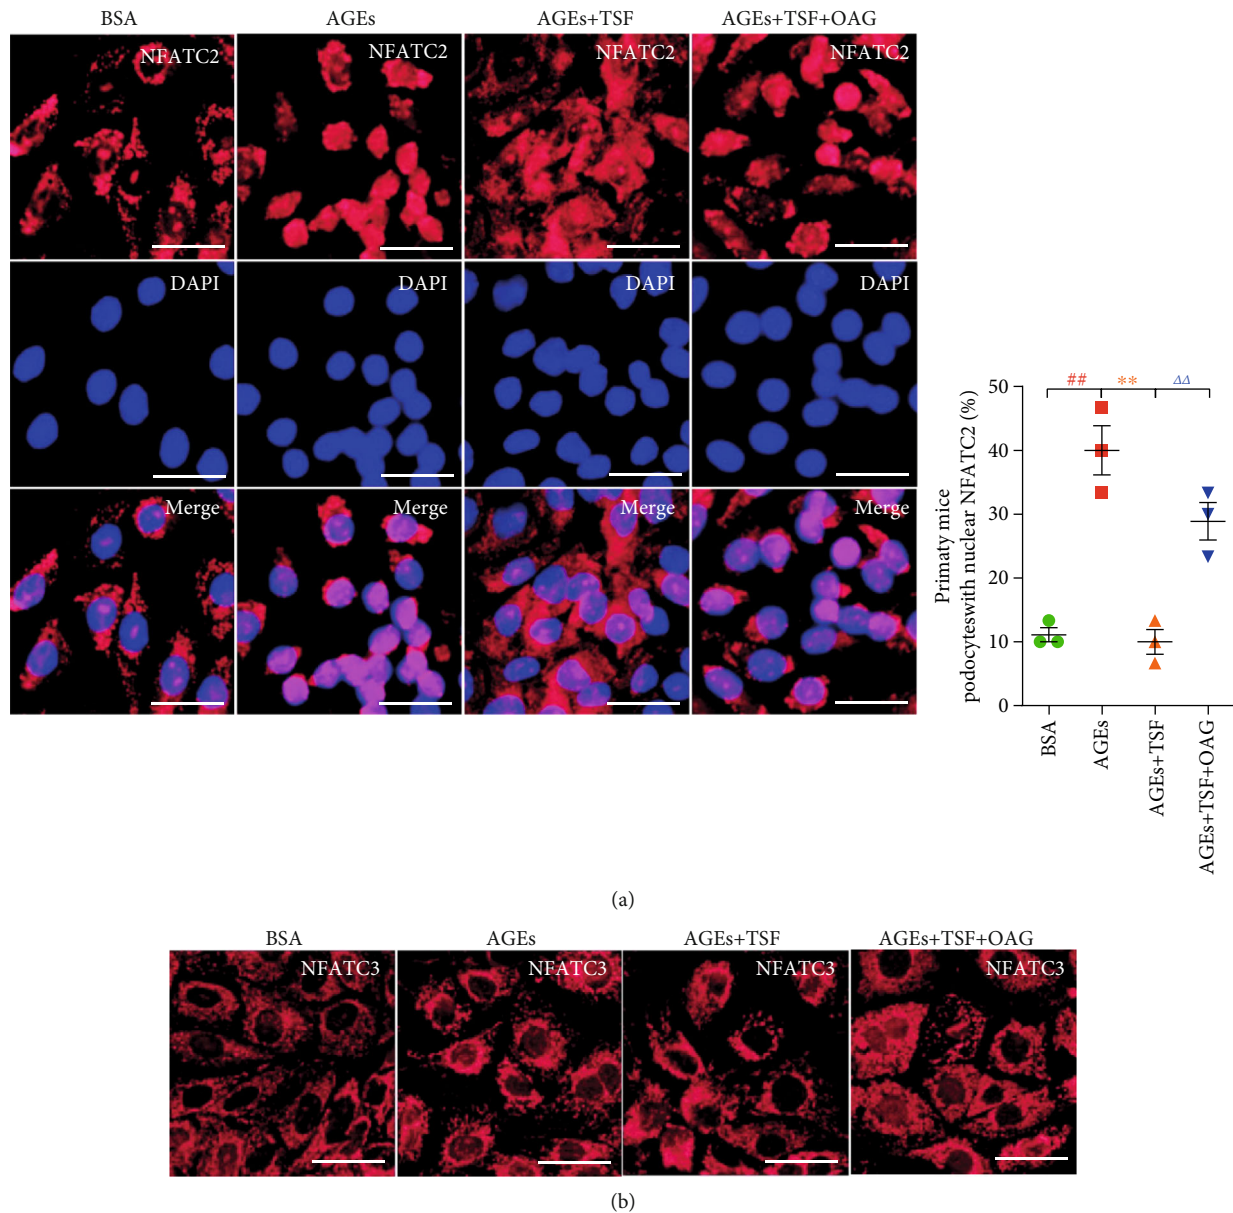 BSA AGEs AGEs+TSF AGEs+TSF+OAG
NFATC2 NFATC2 NFATC2 NFATC2
DAPI DAPI DAPI DAPI
Merge Merge Merge Merge
Primaty mice
podocyteswith nuclear NFATC2 (%)
50
40
30
20
10
0
## ** ΔΔ
BSA
AGEs
AGEs+TSF
AGEs+TSF+OAG
(a)
BSA AGEs AGEs+TSF AGEs+TSF+OAG
NFATC3 NFATC3 NFATC3 NFATC3
(b)